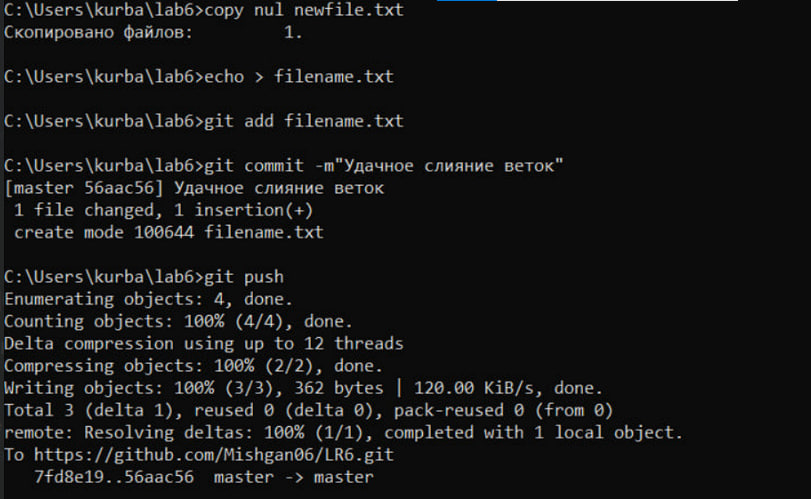 C:\Users\kurba\lab6>copy nul newfile.txt
Скопировано файлов:         1.
C:\Users\kurba\lab6>echo > filename.txt
C:\Users\kurba\lab6>git add filename.txt
C:\Users\kurba\lab6>git commit -m"Удачное слияние веток"
[master 56aac56] Удачное слияние веток
 1 file changed, 1 insertion(+)
 create mode 100644 filename.txt
C:\Users\kurba\lab6>git push
Enumerating objects: 4, done.
Counting objects: 100% (4/4), done.
Delta compression using up to 12 threads
Compressing objects: 100% (2/2), done.
Writing objects: 100% (3/3), 362 bytes | 120.00 KiB/s, done.
Total 3 (delta 1), reused 0 (delta 0), pack-reused 0 (from 0)
remote: Resolving deltas: 100% (1/1), completed with 1 local object.
To https://github.com/Mishgan06/LR6.git
   7fd8e19..56aac56  master -> master